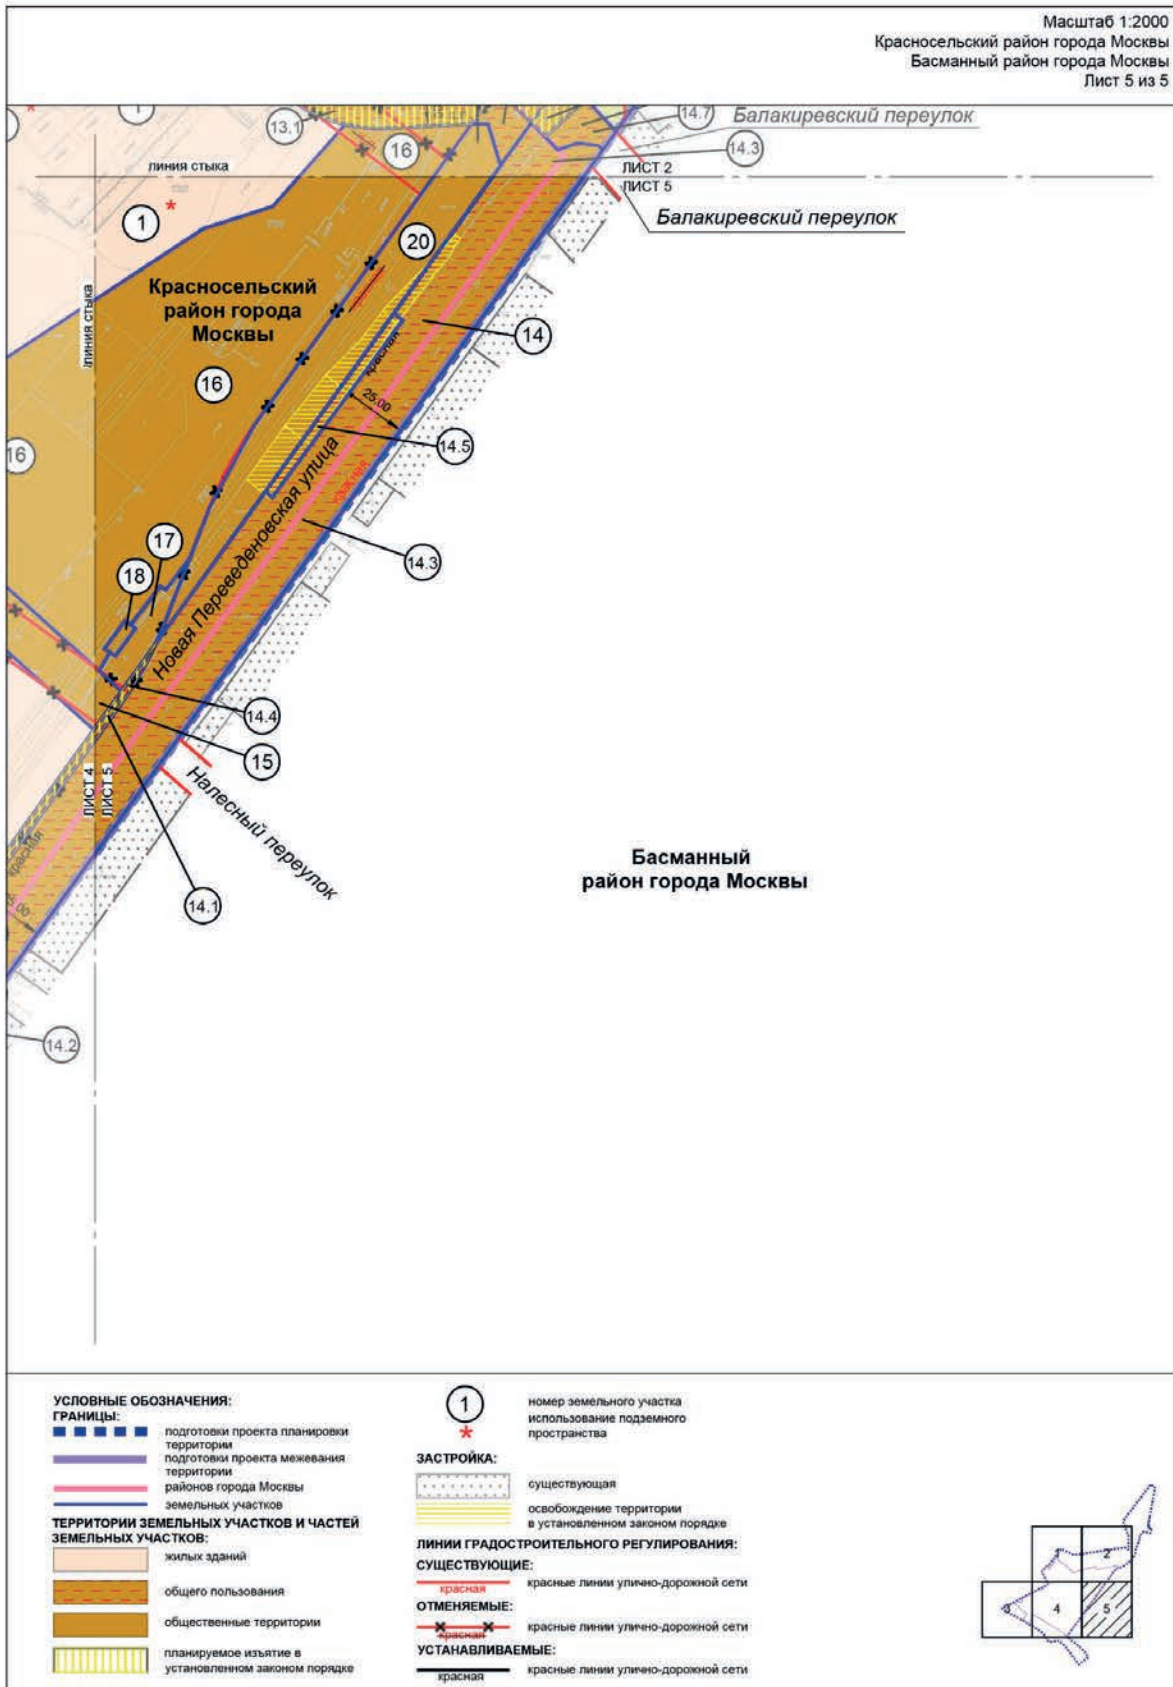 Масштаб 1:2000
Красносельский район города Москвы
Басманный район города Москвы
Лист 5 из 5
1
13.1
16
14.7
Балакиревский переулок
14.3
линия стыка
ЛИСТ 2
ЛИСТ 5
Балакиревский переулок
1
20
Красносельский
район города
Москвы
линия стыка
14
красная
16
25.00
14.5
16
Новая Переведеновская улица
красная
17
14.3
18
14.4
15
ЛИСТ 4
ЛИСТ 5
Налесный переулок
красная
Басманный
район города Москвы
14.1
14.2
УСЛОВНЫЕ ОБОЗНАЧЕНИЯ:
ГРАНИЦЫ:
подготовки проекта планировки
территории
подготовки проекта межевания
территории
районов города Москвы
земельных участков
ТЕРРИТОРИИ ЗЕМЕЛЬНЫХ УЧАСТКОВ И ЧАСТЕЙ
ЗЕМЕЛЬНЫХ УЧАСТКОВ:
жилых зданий
общего пользования
общественные территории
планируемое изъятие в
установленном законом порядке
1
номер земельного участка
использование подземного
пространства
ЗАСТРОЙКА:
существующая
освобождение территории
в установленном законом порядке
ЛИНИИ ГРАДОСТРОИТЕЛЬНОГО РЕГУЛИРОВАНИЯ:
СУЩЕСТВУЮЩИЕ:
красная
красные линии улично-дорожной сети
ОТМЕНЯЕМЫЕ:
красная
красные линии улично-дорожной сети
УСТАНАВЛИВАЕМЫЕ:
красная
красные линии улично-дорожной сети
1
2
3
4
5